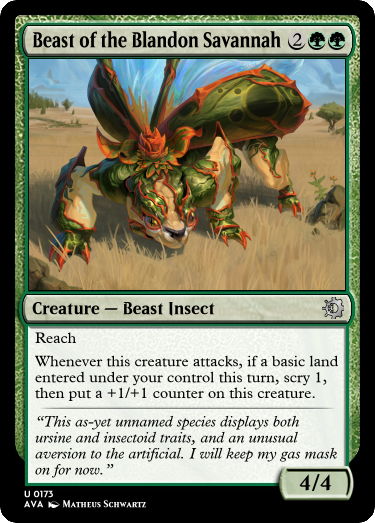 Beast of the Blandon Savannah 2
Creature — Beast Insect
Reach
Whenever this creature attacks, if a basic land
entered under your control this turn, scry 1,
then put a +1/+1 counter on this creature.
“This as-yet unnamed species displays both
ursine and insectoid traits, and an unusual
aversion to the artificial. I will keep my gas mask
on for now.”
4/4
U 0173
AVA Matheus Schwartz